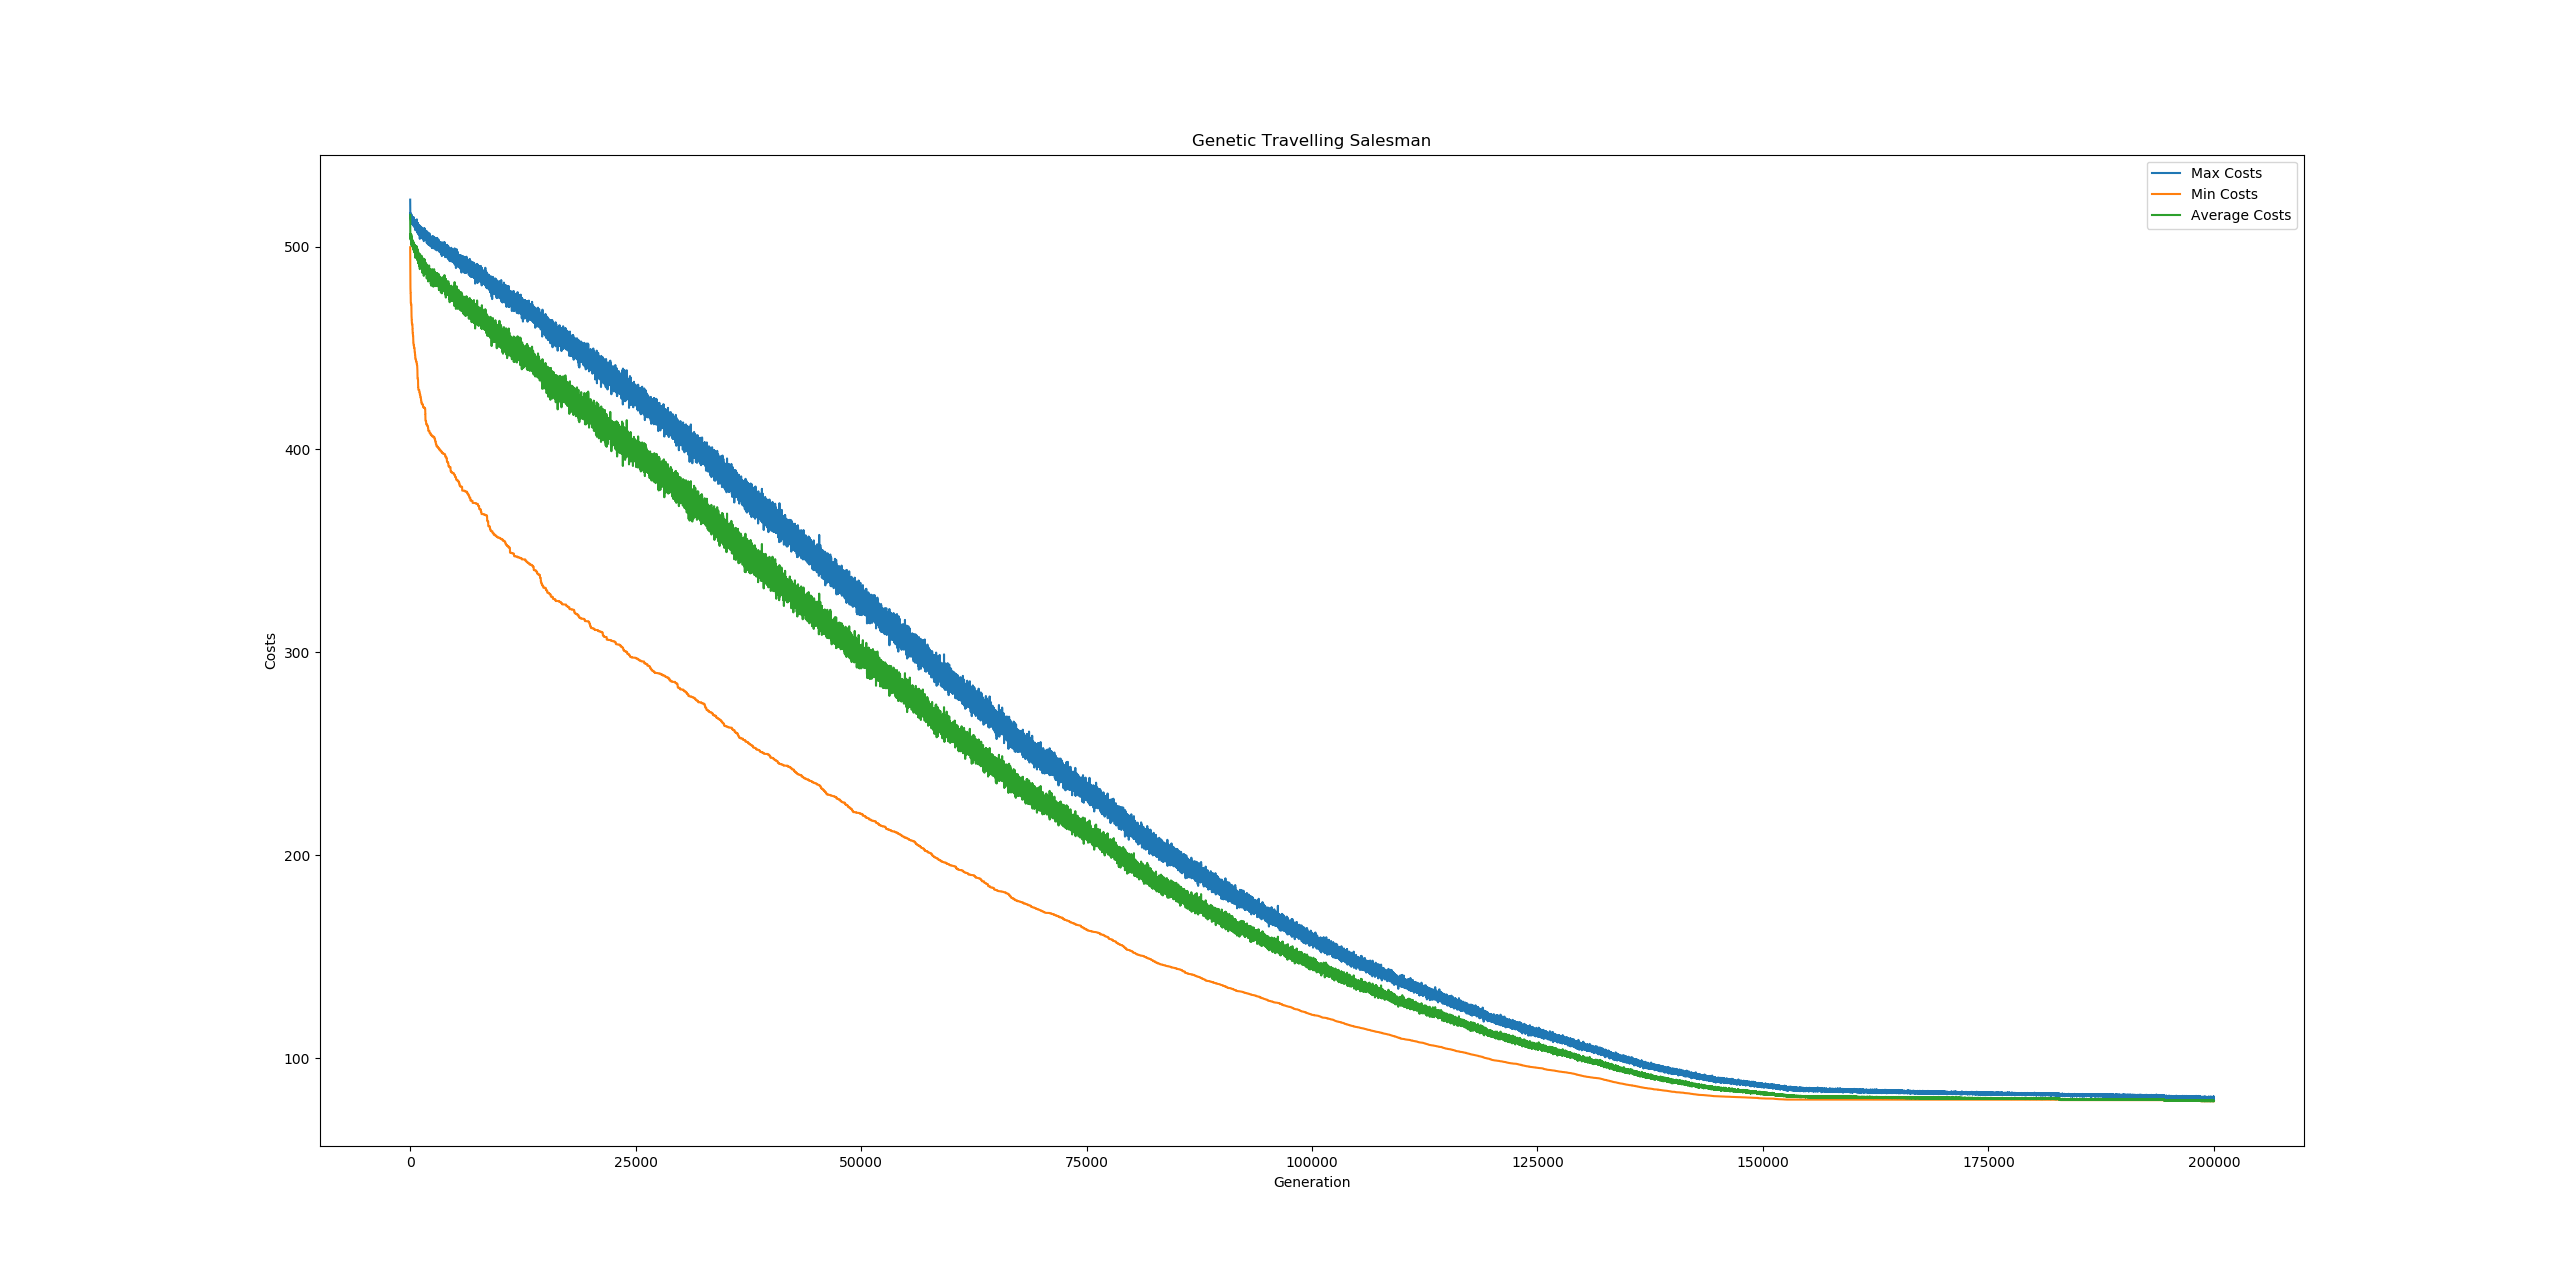 Genetic Travelling Salesman
Max Costs
Min Costs
Average Costs
500
400
300
200
100
Costs
0 25000 50000 75000 100000 125000 150000 175000 200000
Generation